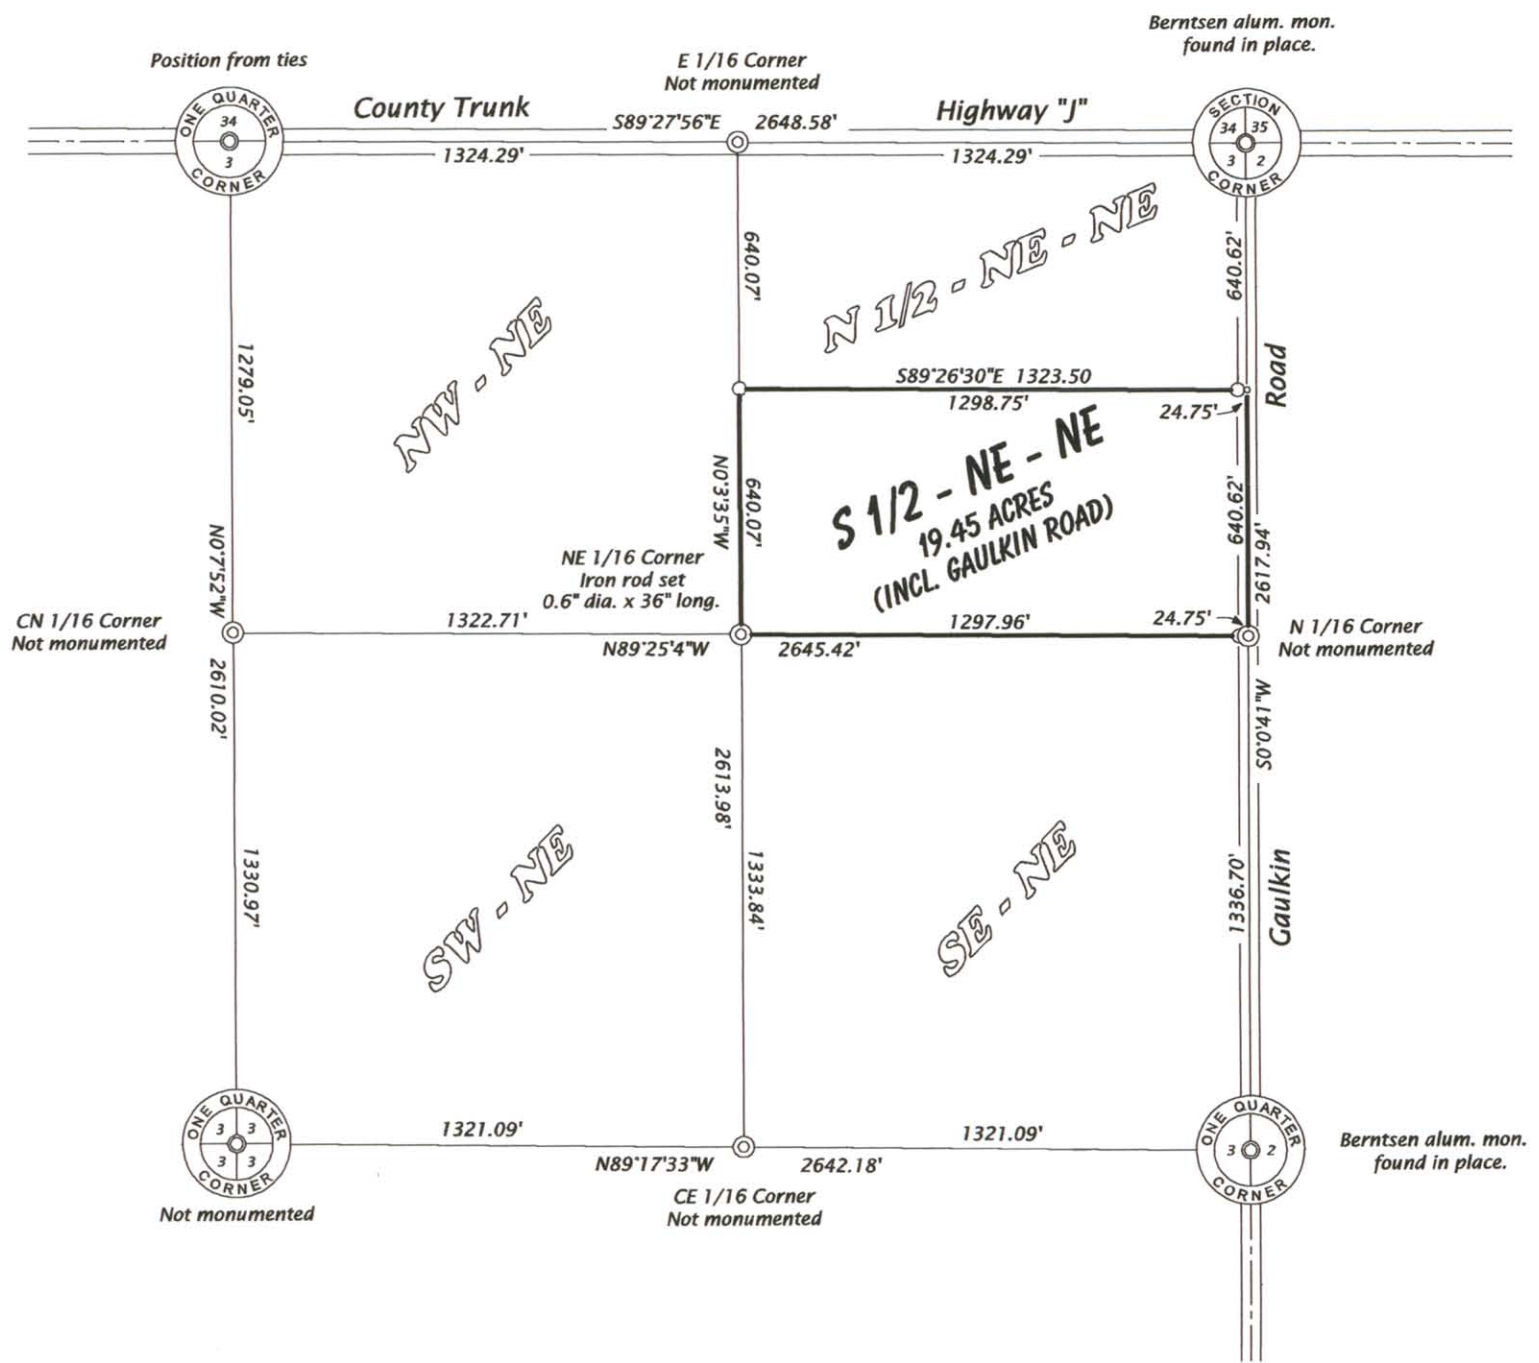 Berntsen alum. mon.
found in place.
Position from ties
E 1/16 Corner
Not monumented
ONE QUARTER
34
3
CORNER
County Trunk
S89°27'56"E 2648.58'
Highway "J"
SECTION
34 35
3 2
CORNER
1324.29'
1324.29'
640.07'
640.62'
N 1/2 - NE - NE
NW - NE
1279.05'
Road
S89°26'30"E 1323.50
1298.75'
24.75'
S 1/2 - NE - NE
19.45 ACRES
(INCL. GAULKIN ROAD)
N0°3'35"W
640.07'
640.62'
2617.94'
N0°7'52"W
NE 1/16 Corner
Iron rod set
0.6" dia. x 36" long.
CN 1/16 Corner
Not monumented
1322.71'
1297.96'
24.75'
N 1/16 Corner
Not monumented
N89°25'4"W
2645.42'
2610.02'
S0°0'41"W
2613.98'
1330.97'
1333.84'
1336.70'
Gaulkin
SW - NE
SE - NE
ONE QUARTER
3 3
3 3
CORNER
1321.09'
1321.09'
ONE QUARTER
3 2
CORNER
Berntsen alum. mon.
found in place.
N89°17'33"W
2642.18'
CE 1/16 Corner
Not monumented
Not monumented